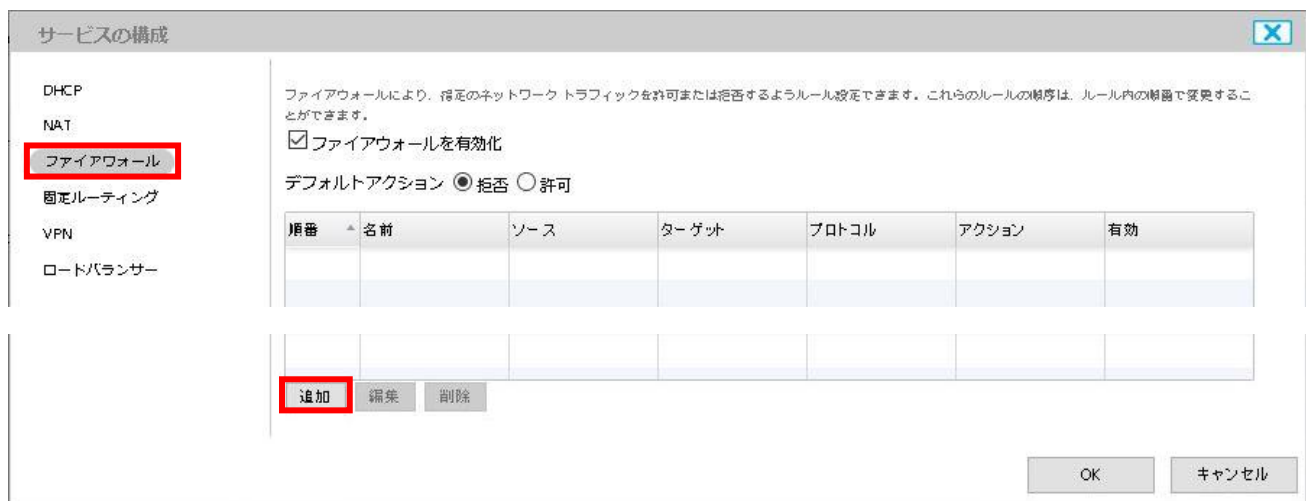 サービスの構成
DHCP
NAT
ファイアウォール
固定ルーティング
VPN
ロードバランサー
ファイアウォールにより、指定のネットワーク トラフィックを許可または拒否するようルール設定できます。これらのルールの順序は、ルール内の順番で変更するこ
とができます。
ファイアウォールを有効化
デフォルトアクション 拒否 許可
順番 名前 ソース ターゲット プロトコル アクション 有効
追加 編集 削除
OK キャンセル